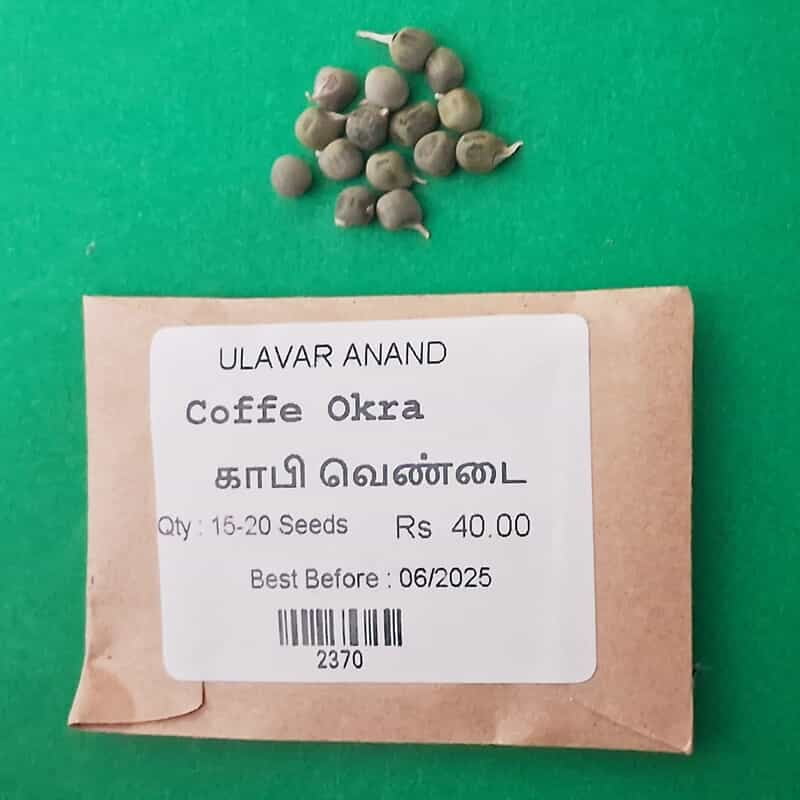 ULAVAR ANAND
Coffe Okra
காபி வெண்டை
Qty : 15-20 Seeds Rs 40.00
Best Before : 06/2025
2370